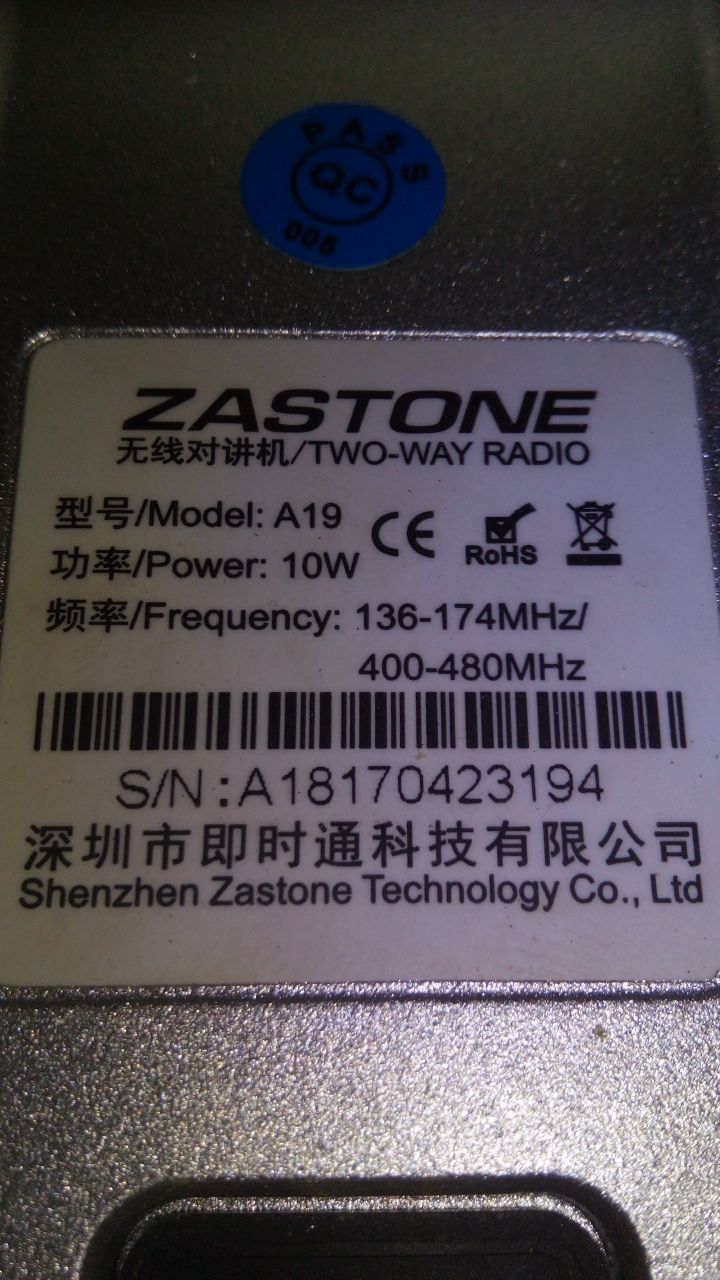 PASS
QC
005
ZASTONE
无线对讲机/TWO-WAY RADIO
型号/Model: A19
CE
RoHS
功率/Power: 10W
频率/Frequency: 136-174MHz/
400-480MHz
S/N:A18170423194
深圳市即时通科技有限公司
Shenzhen Zastone Technology Co., Ltd